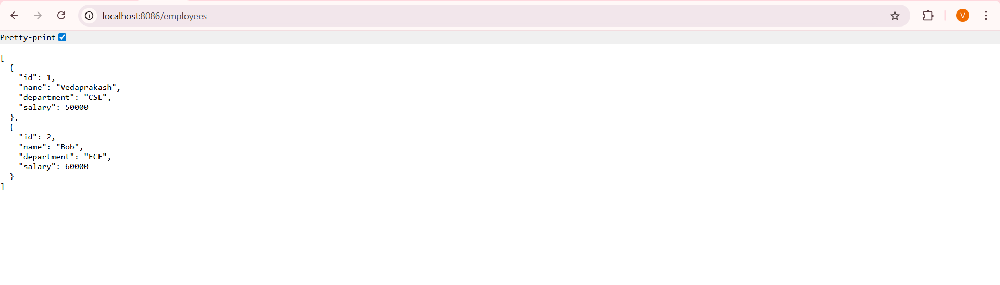 localhost:8086/employees
V
Pretty-print
[
  {
    "id": 1,
    "name": "Vedaprakash",
    "department": "CSE",
    "salary": 50000
  },
  {
    "id": 2,
    "name": "Bob",
    "department": "ECE",
    "salary": 60000
  }
]